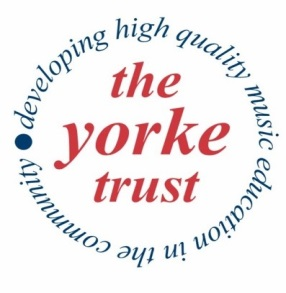 the
yorke
trust
developing high quality music education in the community